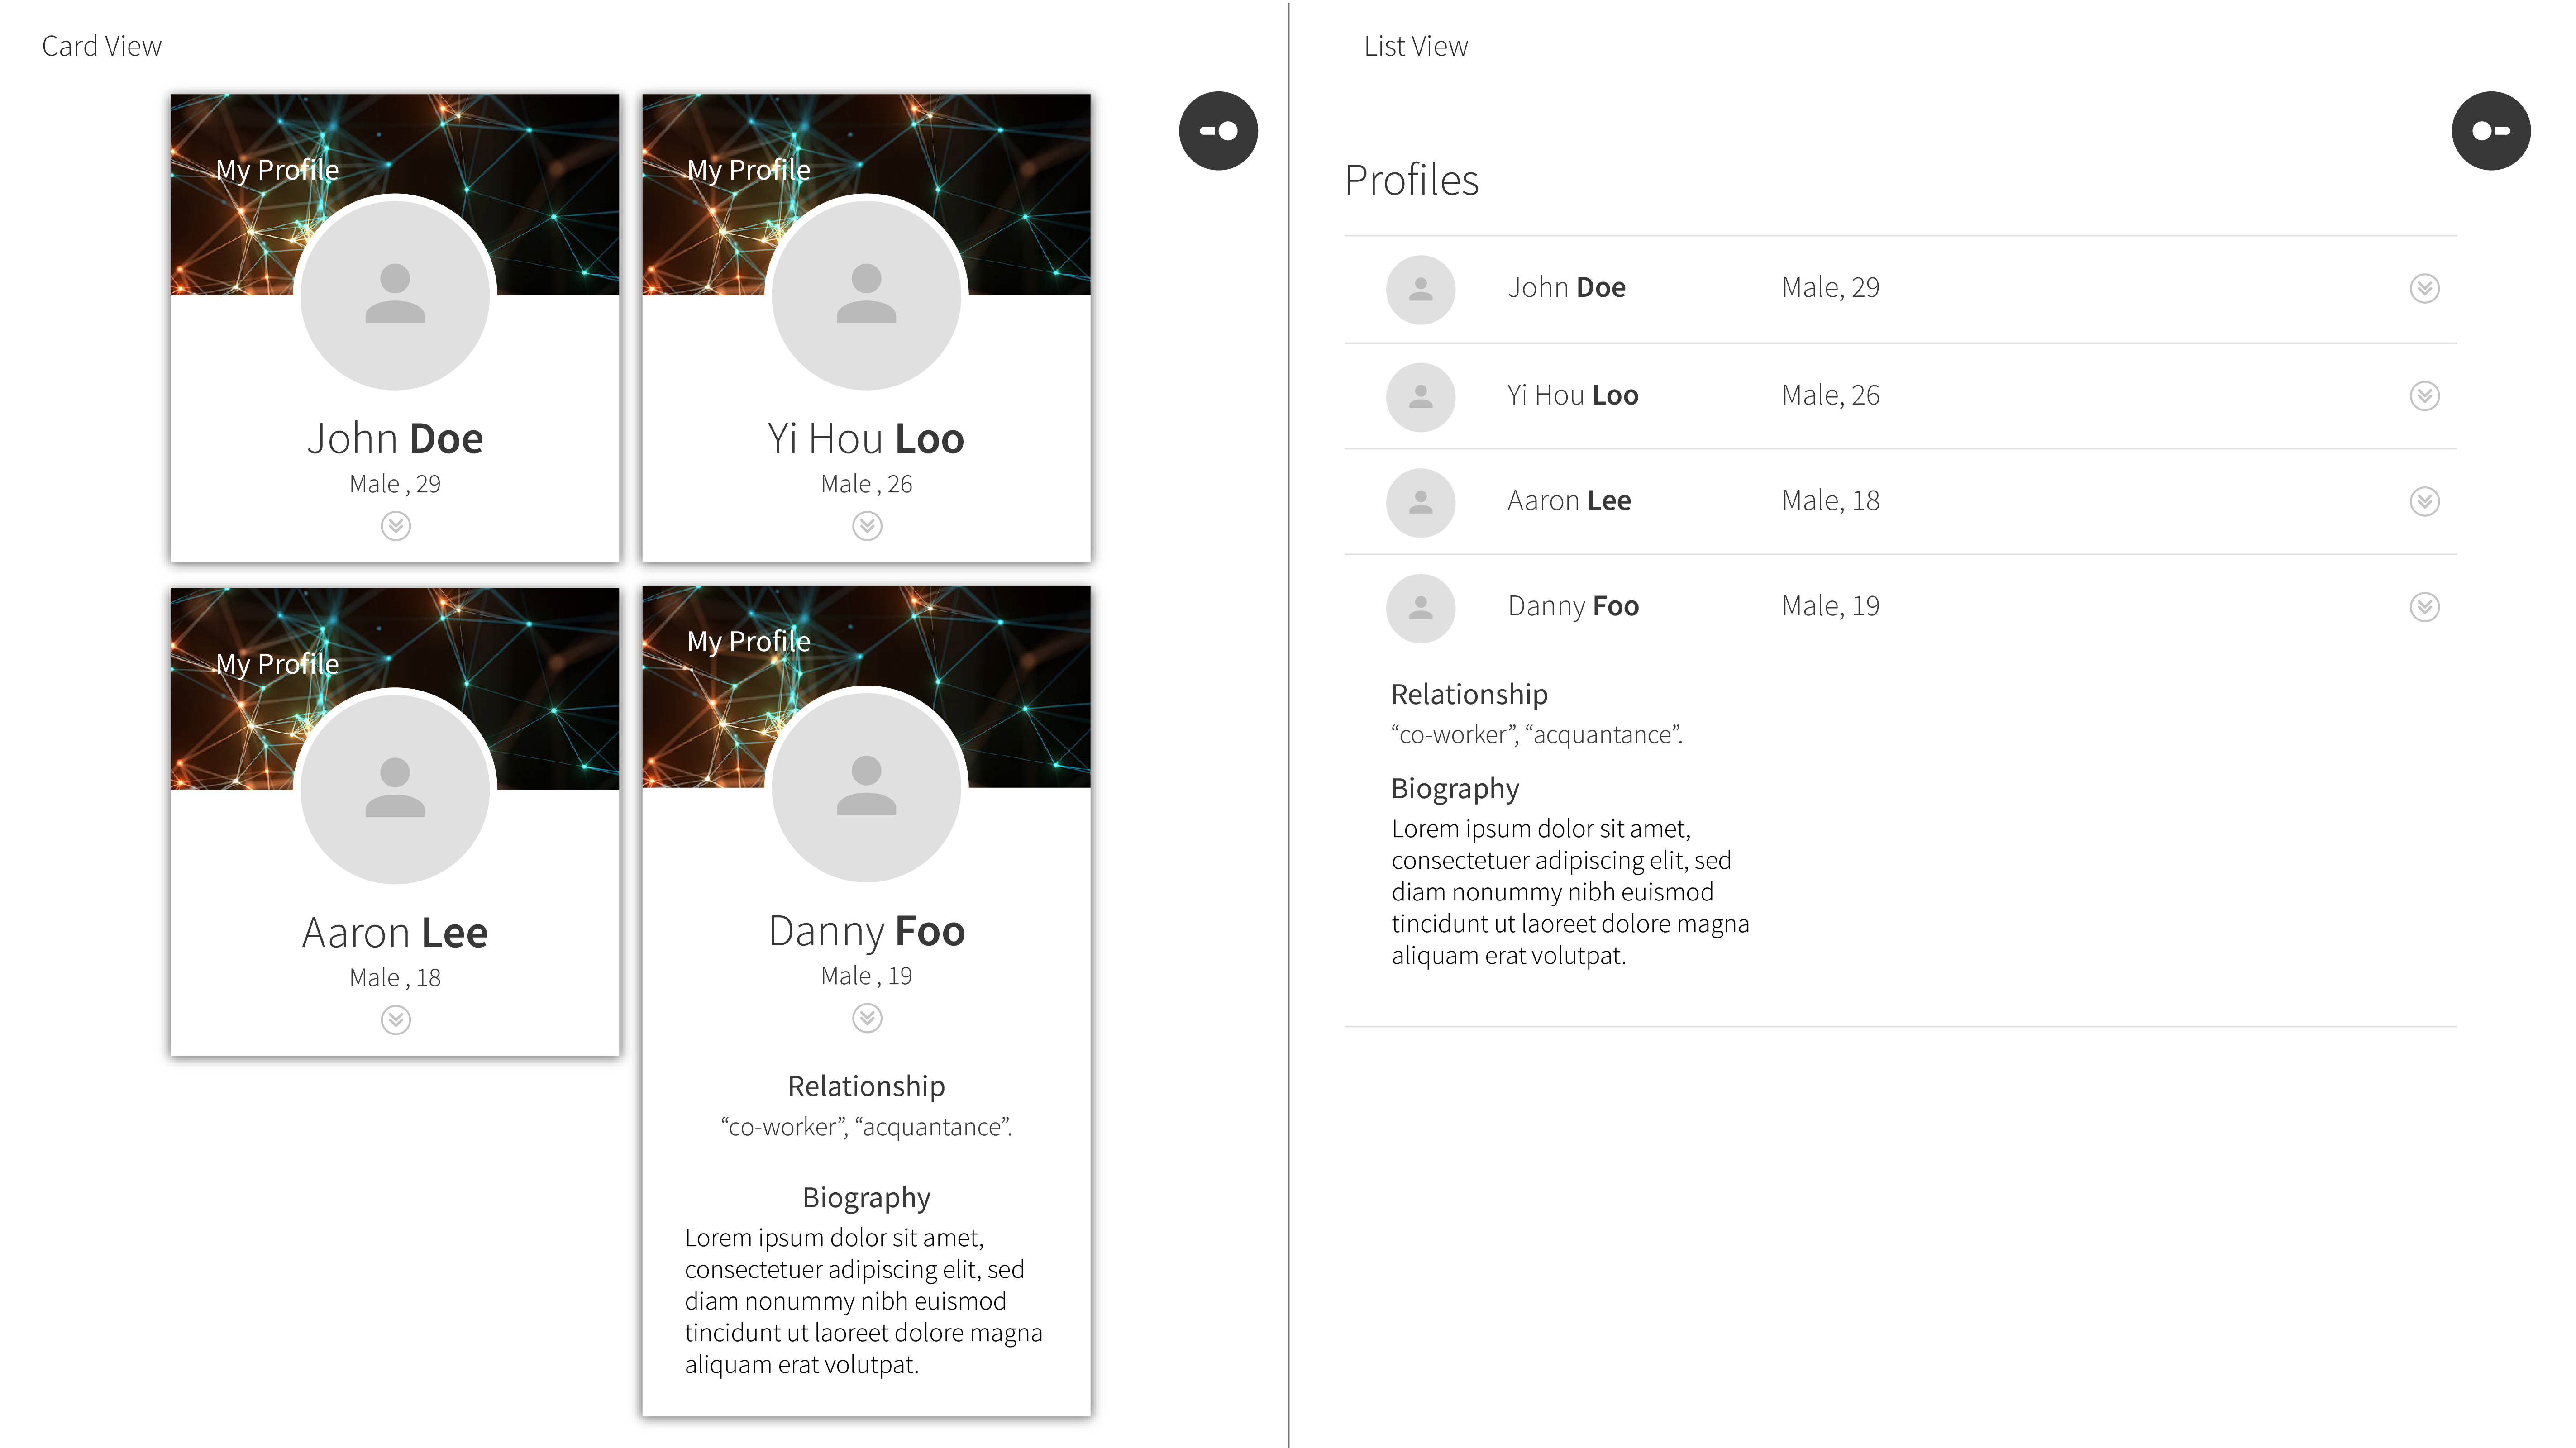 Card View
My Profile
John Doe
Male , 29
My Profile
Yi Hou Loo
Male , 26
My Profile
Aaron Lee
Male , 18
My Profile
Danny Foo
Male , 19
Relationship
“co-worker”, “acquantance”.
Biography
Lorem ipsum dolor sit amet,
consectetuer adipiscing elit, sed
diam nonummy nibh euismod
tincidunt ut laoreet dolore magna
aliquam erat volutpat.
List View
Profiles
John Doe Male, 29
Yi Hou Loo Male, 26
Aaron Lee Male, 18
Danny Foo Male, 19
Relationship
“co-worker”, “acquantance”.
Biography
Lorem ipsum dolor sit amet,
consectetuer adipiscing elit, sed
diam nonummy nibh euismod
tincidunt ut laoreet dolore magna
aliquam erat volutpat.